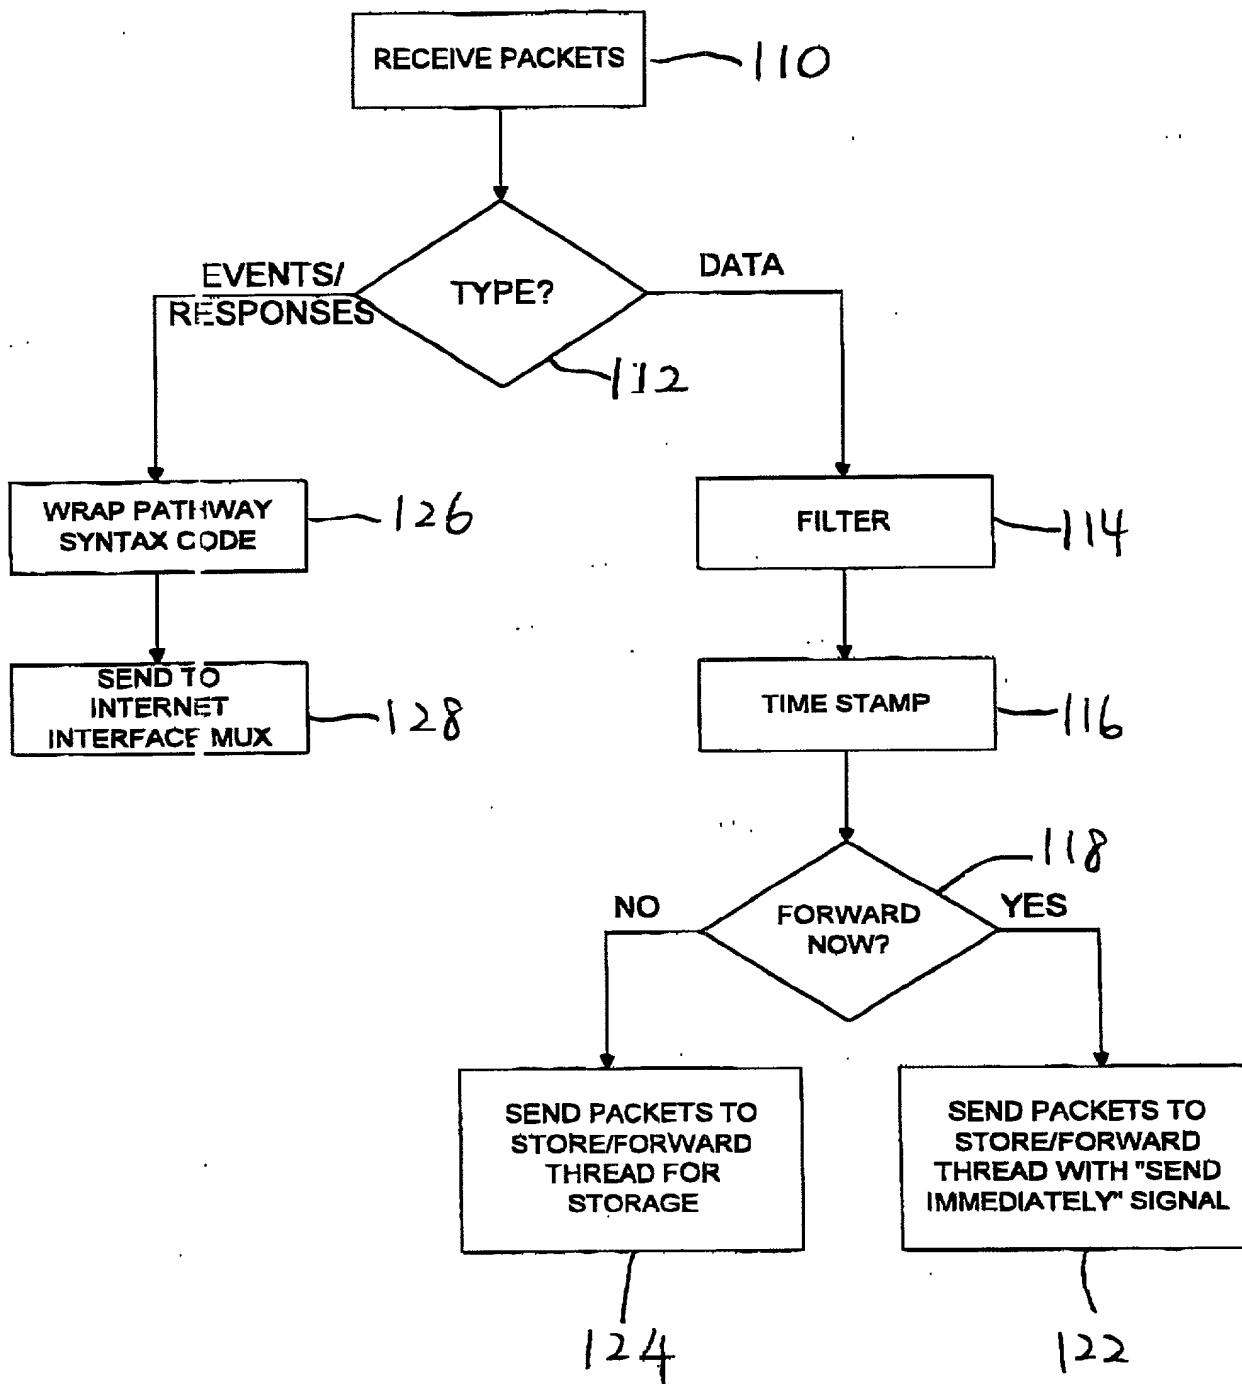 RECEIVE PACKETS
110
EVENTS/
RESPONSES
TYPE?
DATA
112
WRAP PATHWAY
SYNTAX CODE
126
FILTER
114
SEND TO
INTERNET
INTERFACE MUX
128
TIME STAMP
116
118
NO
FORWARD
NOW?
YES
SEND PACKETS TO
STORE/FORWARD
THREAD FOR
STORAGE
SEND PACKETS TO
STORE/FORWARD
THREAD WITH "SEND
IMMEDIATELY" SIGNAL
124
122